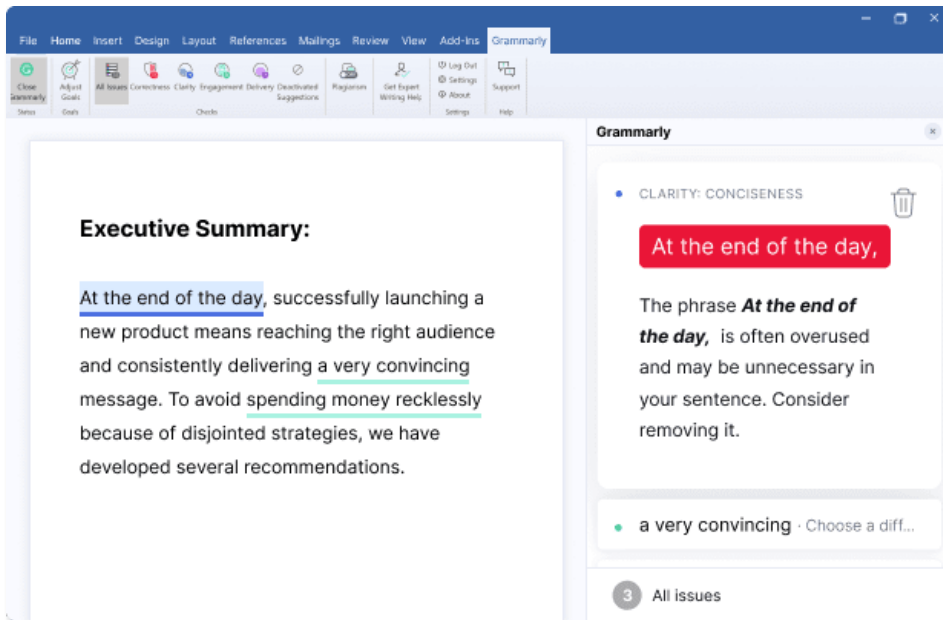 File Home Insert Design Layout References Mailings Review View Add-ins Grammarly
Close Grammarly
Adjust Goals
All Issues Correctness Clarity Engagement Delivery Deactivated Suggestions
Plagiarism
Get Expert Writing Help
Log Out
Settings
About
Support
Status Goals Checks Settings Help
Grammarly
CLARITY: CONCISENESS
At the end of the day,
The phrase At the end of
the day, is often overused
and may be unnecessary in
your sentence. Consider
removing it.
a very convincing · Choose a diff...
3 All issues
Executive Summary:
At the end of the day, successfully launching a
new product means reaching the right audience
and consistently delivering a very convincing
message. To avoid spending money recklessly
because of disjointed strategies, we have
developed several recommendations.